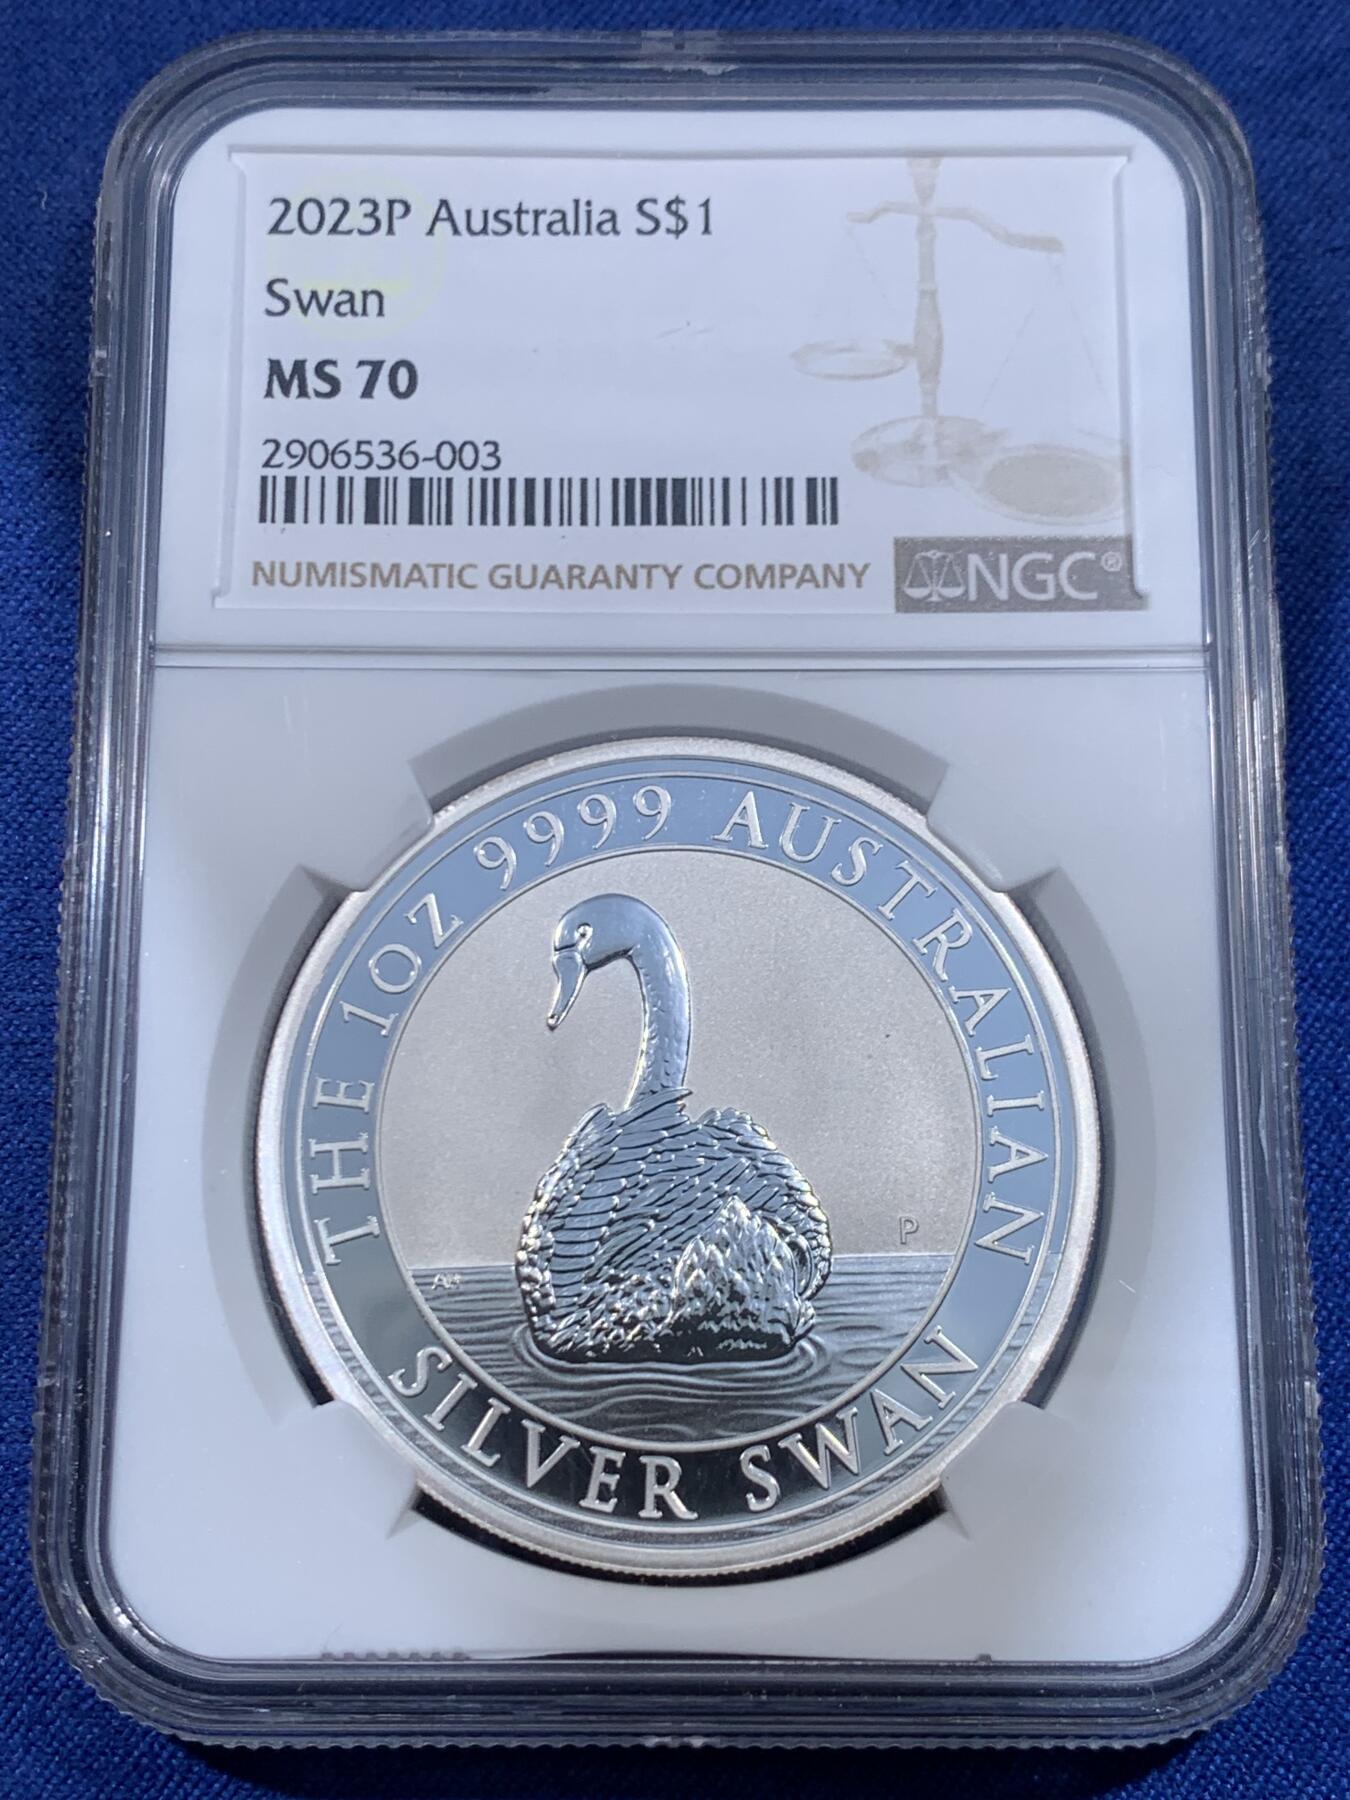 2023P Australia S$1
Swan
MS 70
2906536-003
NUMISMATIC GUARANTY COMPANY
NGC®
THE 1OZ 9999 AUSTRALIAN
SILVER SWAN
P